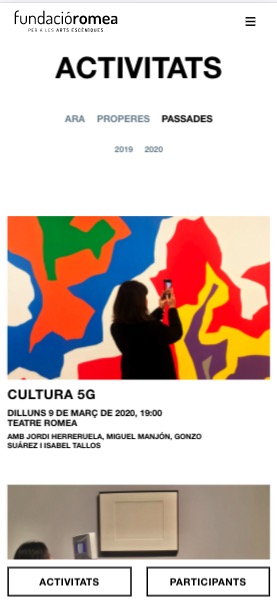 fundacióromea
PER A LES ARTS ESCÈNIQUES
ACTIVITATS
ARA PROPERES PASSADES
2019 2020
CULTURA 5G
DILLUNS 9 DE MARÇ DE 2020, 19:00
TEATRE ROMEA
AMB JORDI HERRERUELA, MIGUEL MANJÓN, GONZO
SUÁREZ I ISABEL TALLOS
ACTIVITATS PARTICIPANTS